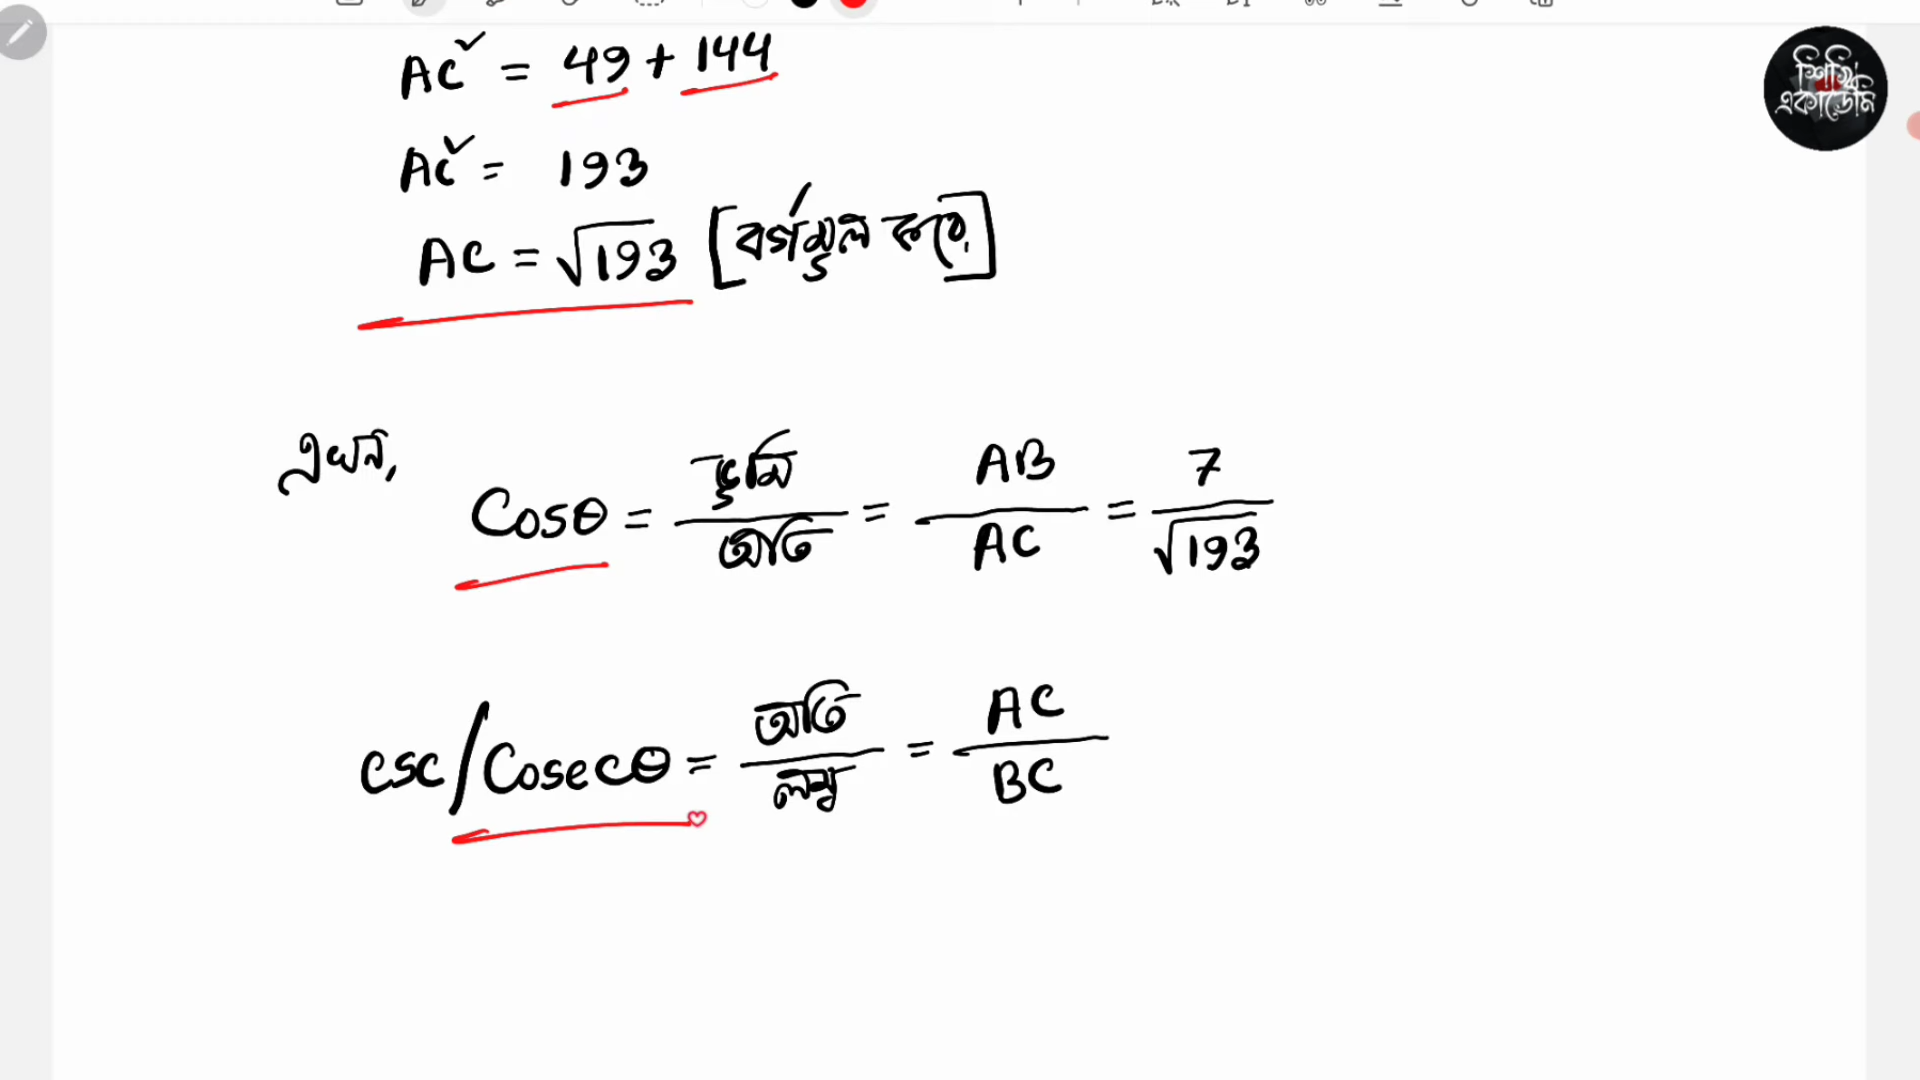 AC² = 49 + 144
AC² = 193
AC = √193 [বর্গমূল করে]
এখন,
Cosθ = ভূমি/অতি = AB/AC = 7/√193
csc/Cosecθ = অতি/লম্ব = AC/BC
শিখি একাডেমি